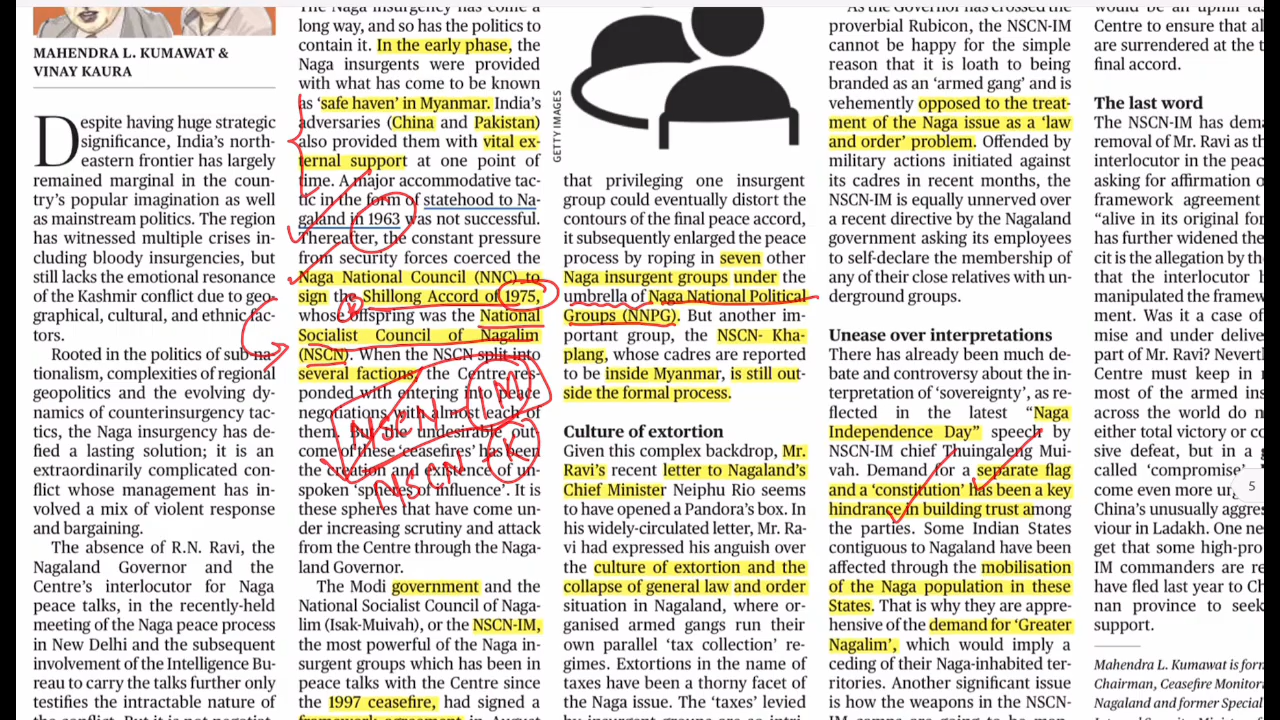 MAHENDRA L. KUMAWAT &
VINAY KAURA
Despite having huge strategic
significance, India's north-
eastern frontier has largely
remained marginal in the coun-
try's popular imagination as well
as mainstream politics. The region
has witnessed multiple crises in-
cluding bloody insurgencies, but
still lacks the emotional resonance
of the Kashmir conflict due to geo-
graphical, cultural, and ethnic fac-
tors.
Rooted in the politics of sub-na-
tionalism, complexities of regional
geopolitics and the evolving dy-
namics of counterinsurgency tac-
tics, the Naga insurgency has de-
fied a lasting solution; it is an
extraordinarily complicated con-
flict whose management has in-
volved a mix of violent response
and bargaining.
The absence of R.N. Ravi, the
Nagaland Governor and the
Centre's interlocutor for Naga
peace talks, in the recently-held
meeting of the Naga peace process
in New Delhi and the subsequent
involvement of the Intelligence Bu-
reau to carry the talks further only
testifies the intractable nature of
The Naga insurgency has come a
long way, and so has the politics to
contain it. In the early phase, the
Naga insurgents were provided
with what has come to be known
as 'safe haven' in Myanmar. India's
adversaries (China and Pakistan)
also provided them with vital ex-
ternal support at one point of
time. A major accommodative tac-
tic in the form of statehood to Na-
galand in 1963 was not successful.
Thereafter, the constant pressure
from security forces coerced the
Naga National Council (NNC) to
sign the Shillong Accord of 1975,
whose offspring was the National
Socialist Council of Nagalim
(NSCN). When the NSCN split into
several factions, the Centre res-
ponded with entering into peace
negotiations with almost each of
them. But the undesirable out-
come of these 'ceasefires' has been
the creation and existence of un-
spoken 'spheres of influence'. It is
these spheres that have come un-
der increasing scrutiny and attack
from the Centre through the Naga-
land Governor.
The Modi government and the
National Socialist Council of Naga-
lim (Isak-Muivah), or the NSCN-IM,
the most powerful of the Naga in-
surgent groups which has been in
peace talks with the Centre since
the 1997 ceasefire, had signed a
framework agreement in August
NSCN-IM
NSCN (K)
GETTY IMAGES
that privileging one insurgent
group could eventually distort the
contours of the final peace accord,
it subsequently enlarged the peace
process by roping in seven other
Naga insurgent groups under the
umbrella of Naga National Political
Groups (NNPG). But another im-
portant group, the NSCN- Kha-
plang, whose cadres are reported
to be inside Myanmar, is still out-
side the formal process.
Culture of extortion
Given this complex backdrop, Mr.
Ravi's recent letter to Nagaland's
Chief Minister Neiphu Rio seems
to have opened a Pandora's box. In
his widely-circulated letter, Mr. Ra-
vi had expressed his anguish over
the culture of extortion and the
collapse of general law and order
situation in Nagaland, where or-
ganised armed gangs run their
own parallel 'tax collection' re-
gimes. Extortions in the name of
taxes have been a thorny facet of
the Naga issue. The 'taxes' levied
As the Governor has crossed the
proverbial Rubicon, the NSCN-IM
cannot be happy for the simple
reason that it is loath to being
branded as an 'armed gang' and is
vehemently opposed to the treat-
ment of the Naga issue as a 'law
and order' problem. Offended by
military actions initiated against
its cadres in recent months, the
NSCN-IM is equally unnerved over
a recent directive by the Nagaland
government asking its employees
to self-declare the membership of
any of their close relatives with un-
derground groups.
Unease over interpretations
There has already been much de-
bate and controversy about the in-
terpretation of 'sovereignty', as re-
flected in the latest "Naga
Independence Day" speech by
NSCN-IM chief Thuingaleng Mui-
vah. Demand for a separate flag
and a 'constitution' has been a key
hindrance in building trust among
the parties. Some Indian States
contiguous to Nagaland have been
affected through the mobilisation
of the Naga population in these
States. That is why they are appre-
hensive of the demand for 'Greater
Nagalim', which would imply a
ceding of their Naga-inhabited ter-
ritories. Another significant issue
is how the weapons in the NSCN-
would be an uphill
Centre to ensure that al
are surrendered at the t
final accord.
The last word
The NSCN-IM has dema
removal of Mr. Ravi as th
interlocutor in the peac
asking for affirmation o
framework agreement
"alive in its original for
has further widened the
it is the allegation by the
that the interlocutor h
manipulated the framew
ment. Was it a case of
mise and under delive
part of Mr. Ravi? Nevert
Centre must keep in
most of the armed ins
across the world do n
either total victory or co
sive defeat, but in a g
called 'compromise'
come even more ur
China's unusually aggres
viour in Ladakh. One ne
get that some high-pro
IM commanders are re
have fled last year to Ch
nan province to seek
support.
Mahendra L. Kumawat is form
Chairman, Ceasefire Monitori
Nagaland and former Special
5